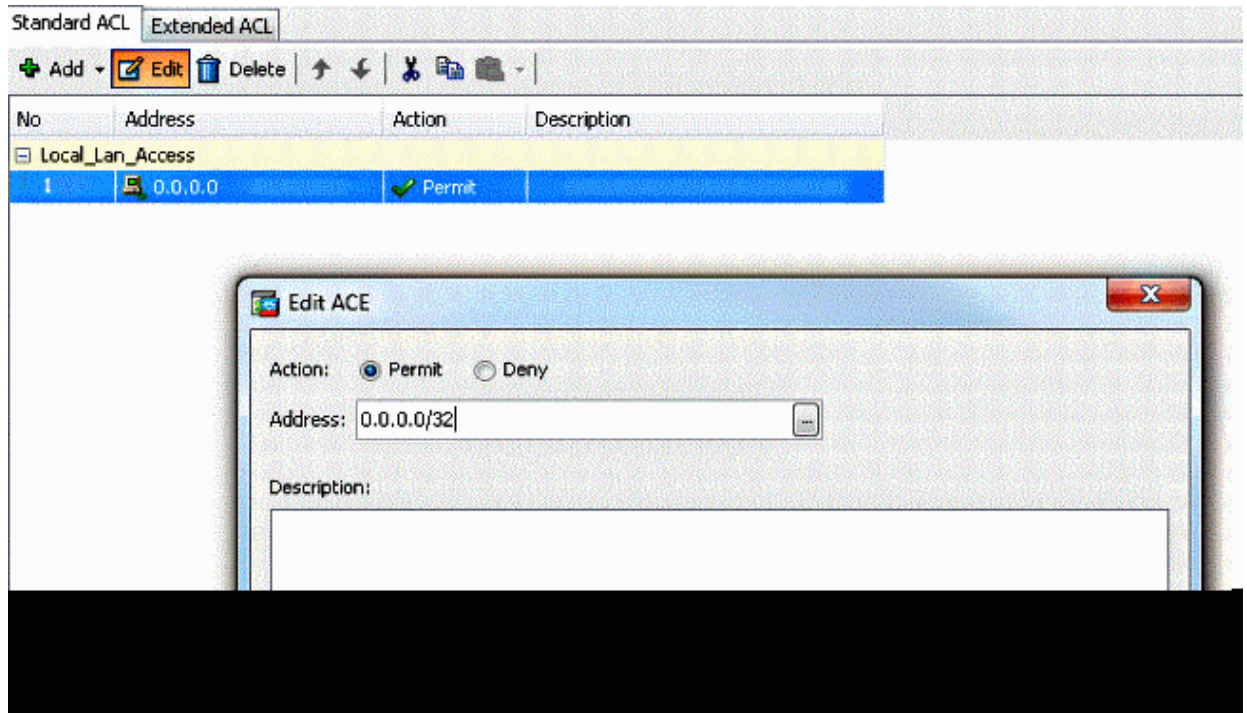 Standard ACL Extended ACL
Add Edit Delete
No Address Action Description
Local_Lan_Access
1 0.0.0.0 Permit
Edit ACE
Action: Permit Deny
Address: 0.0.0.0/32 ...
Description: